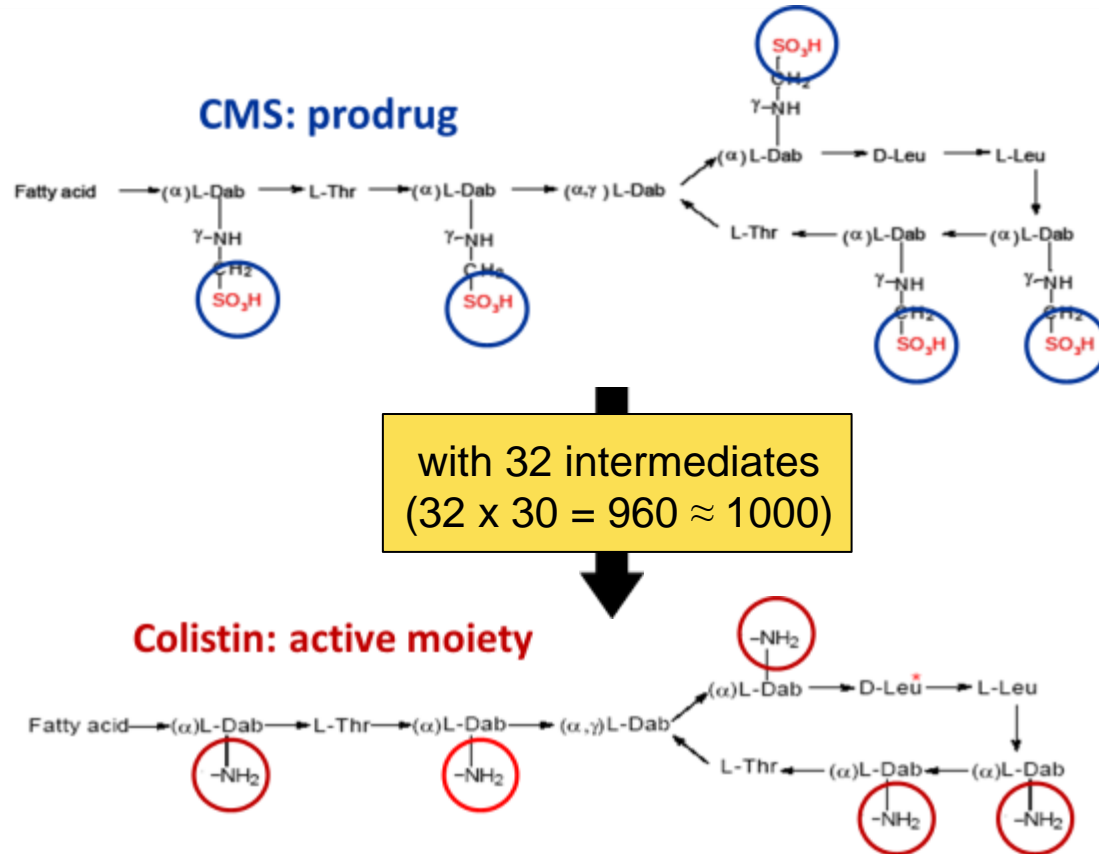 SO₃H
CH₂
γ-NH
CMS: prodrug
(α)L-Dab D-Leu L-Leu
Fatty acid (α)L-Dab L-Thr (α)L-Dab (α,γ)L-Dab
L-Thr (α)L-Dab (α)L-Dab
γ-NH γ-NH
CH₂ CH₂
SO₃H SO₃H
γ-NH γ-NH
CH₂ CH₂
SO₃H SO₃H
with 32 intermediates
(32 x 30 = 960 ≈ 1000)
Colistin: active moiety
-NH₂
(α)L-Dab D-Leu* L-Leu
Fatty acid (α)L-Dab L-Thr (α)L-Dab (α,γ)L-Dab
L-Thr (α)L-Dab (α)L-Dab
-NH₂ -NH₂
-NH₂ -NH₂